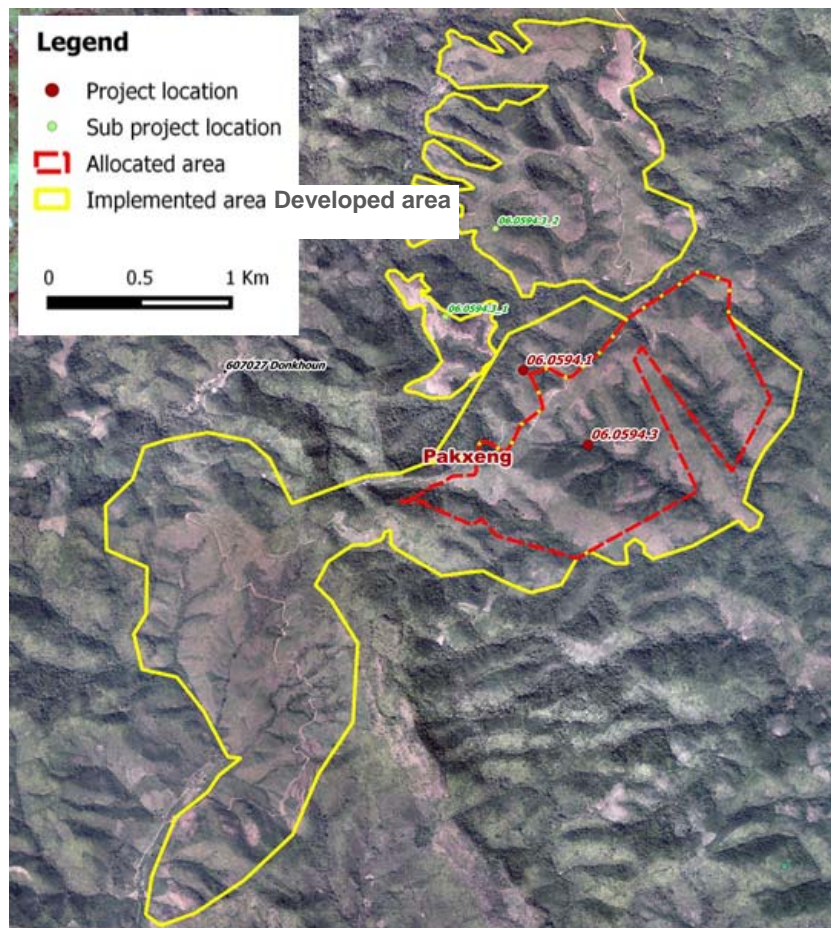 Legend
Project location
Sub project location
Allocated area
Implemented area Developed area
0 0.5 1 Km
06.0594.3_2
06.0594.3_1
607027 Donkhoun
06.0594.1
06.0594.3
Pakxeng